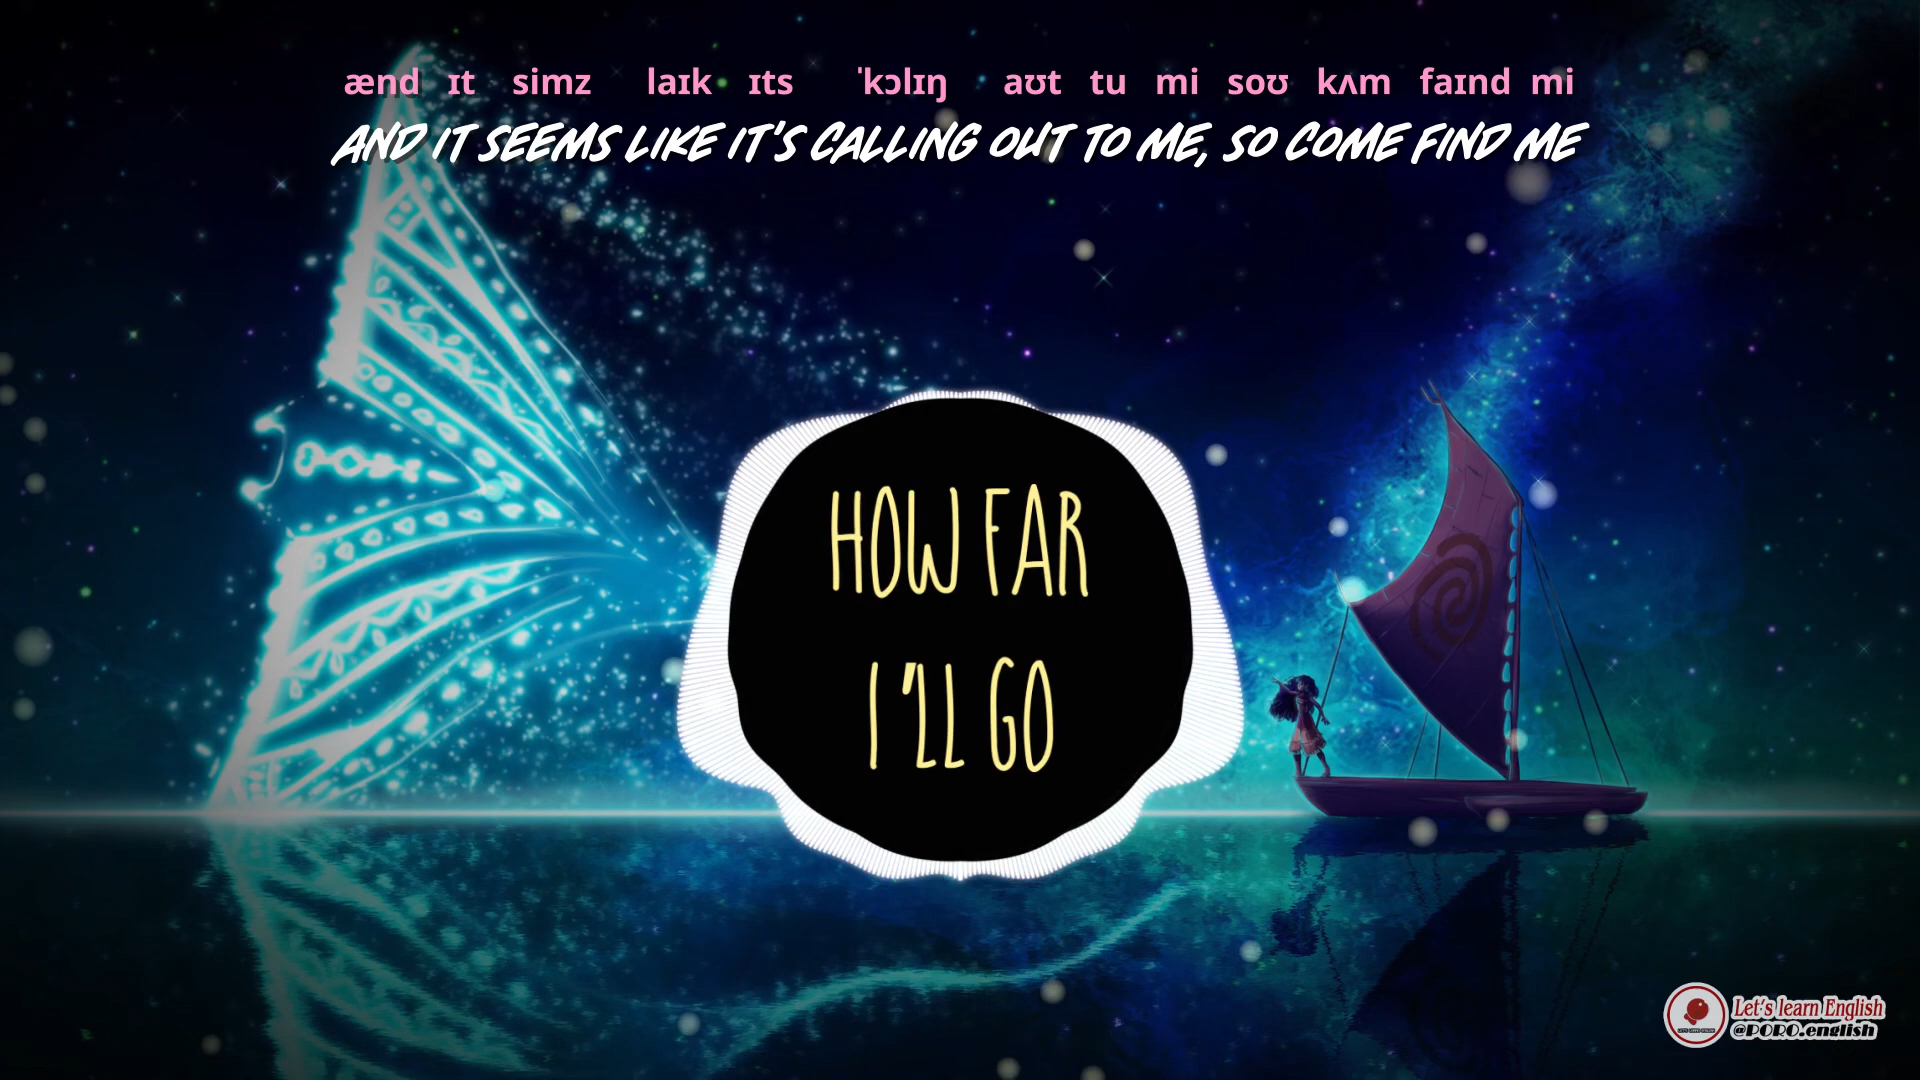 ænd ɪt simz laɪk ɪts ˈkɔlɪŋ aʊt tu mi soʊ kʌm faɪnd mi
AND IT SEEMS LIKE IT'S CALLING OUT TO ME, SO COME FIND ME
HOW FAR
I'LL GO
Let's learn English
@PORO.english